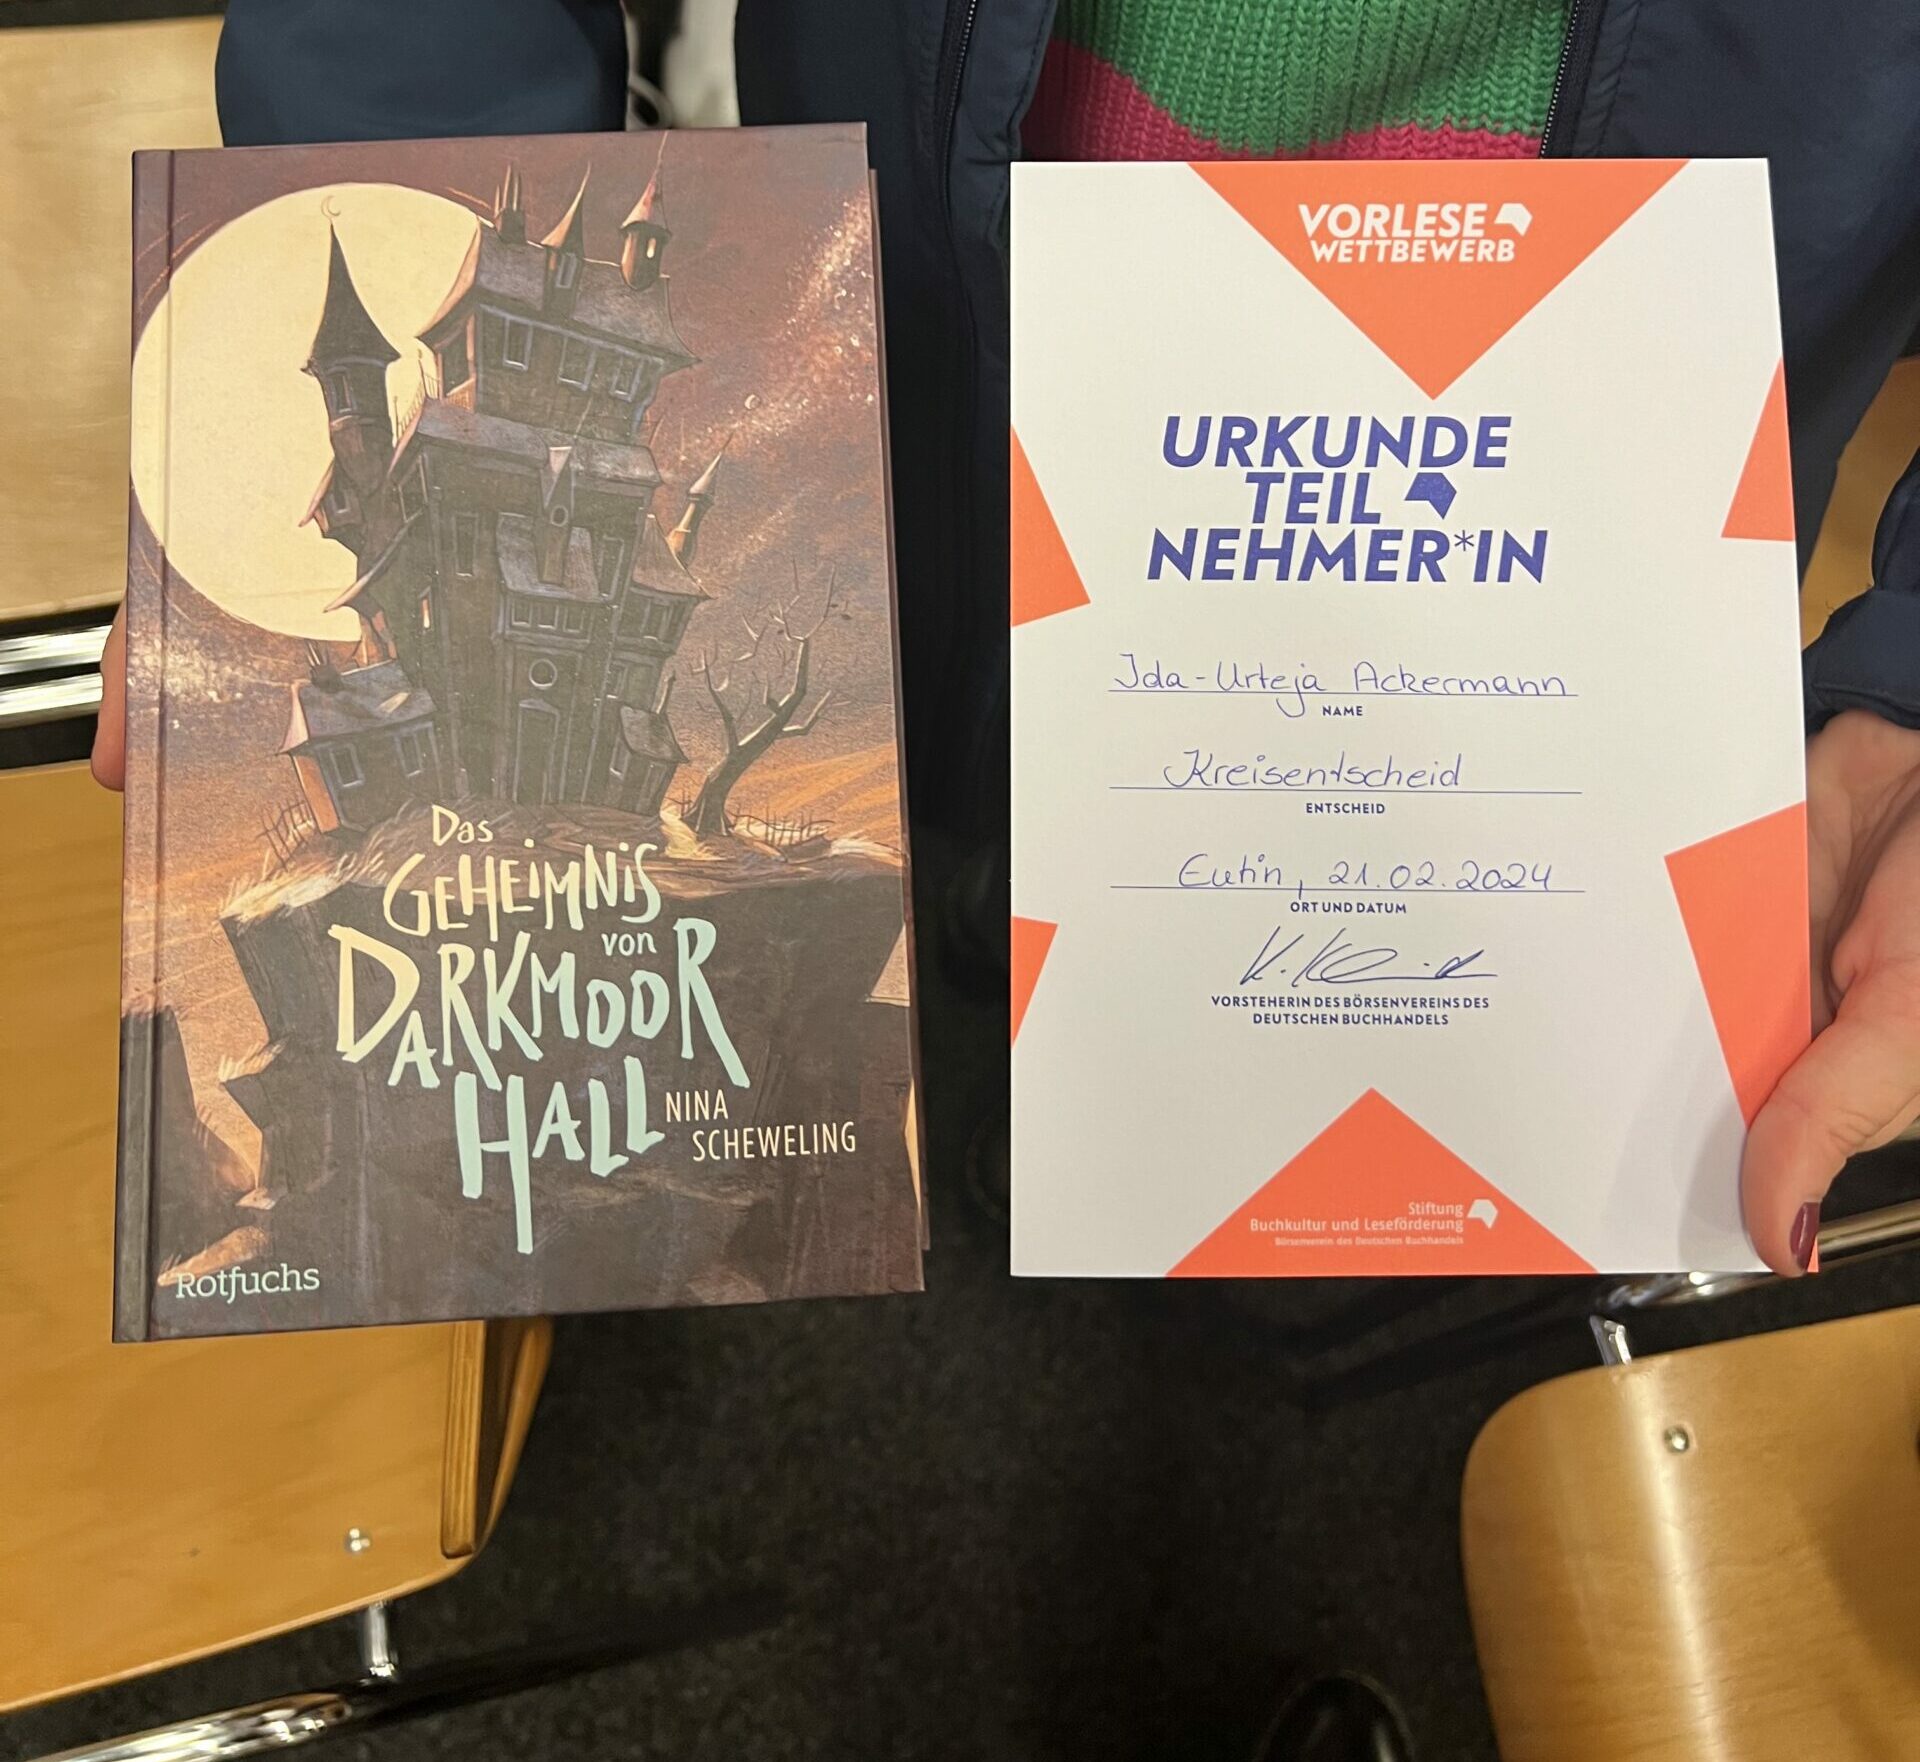 Das
GEHEIMNIS
von
DARKMOOR
HALL
NINA
SCHEWELING
Rotfuchs
VORLESE
WETTBEWERB
URKUNDE
TEIL
NEHMER*IN
Ida-Urteja Ackermann
NAME
Kreisentscheid
ENTSCHEID
Eutin, 21.02.2024
ORT UND DATUM
VORSTEHERIN DES BÖRSENVEREINS DES
DEUTSCHEN BUCHHANDELS
Stiftung
Buchkultur und Leseförderung
Börsenverein des Deutschen Buchhandels